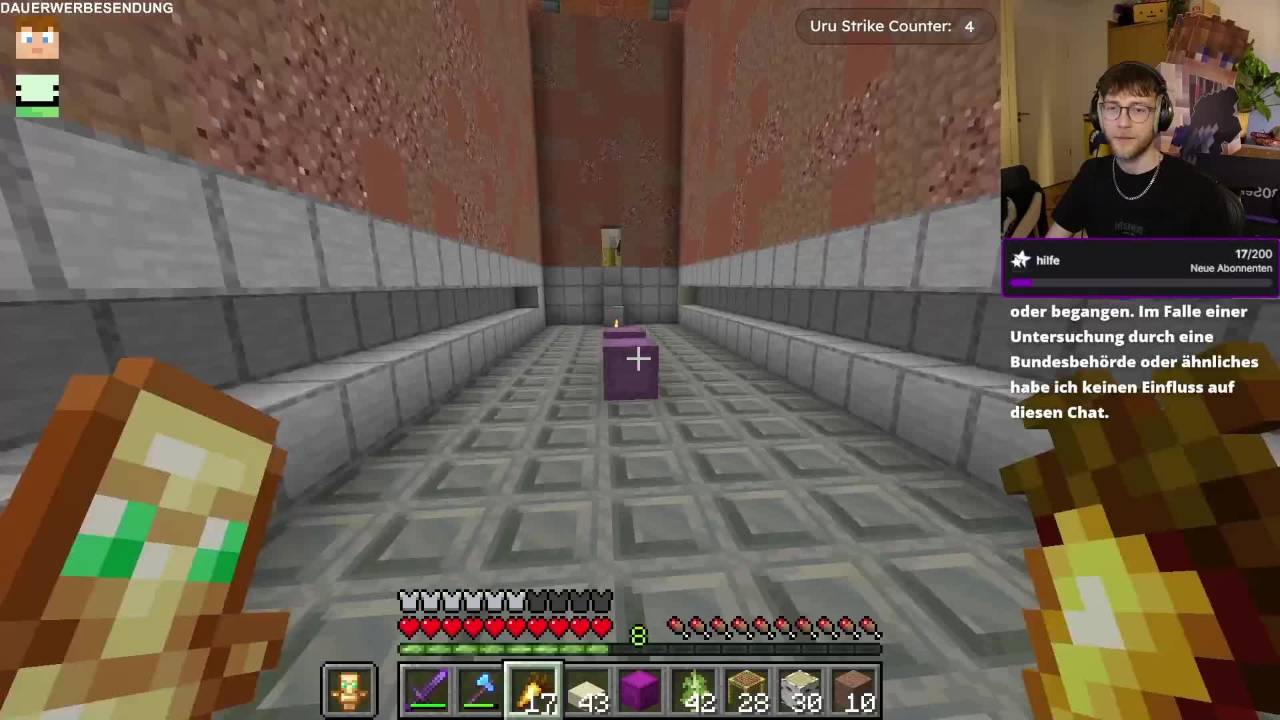 DAUERWERBESENDUNG
Uru Strike Counter: 4
hilfe
17/200
Neue Abonnenten
oder begangen. Im Falle einer
Untersuchung durch eine
Bundesbehörde oder ähnliches
habe ich keinen Einfluss auf
diesen Chat.
8
17 43 42 28 30 10